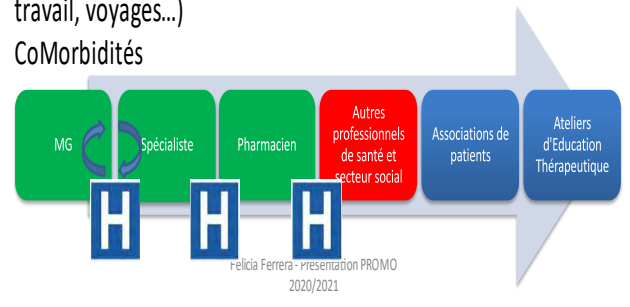 travail, voyages…)
CoMorbidités
MG
Spécialiste
Pharmacien
Autres
professionnels
de santé et
secteur social
Associations de
patients
Ateliers
d'Education
Thérapeutique
H
H
H
Felicia Ferrera - Présentation PROMO
2020/2021